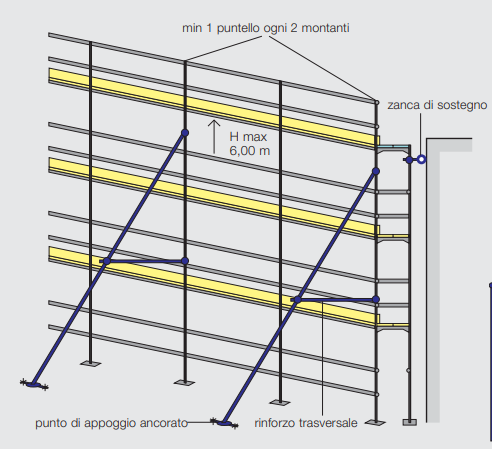 min 1 puntello ogni 2 montanti
zanca di sostegno
H max
6,00 m
punto di appoggio ancorato
rinforzo trasversale